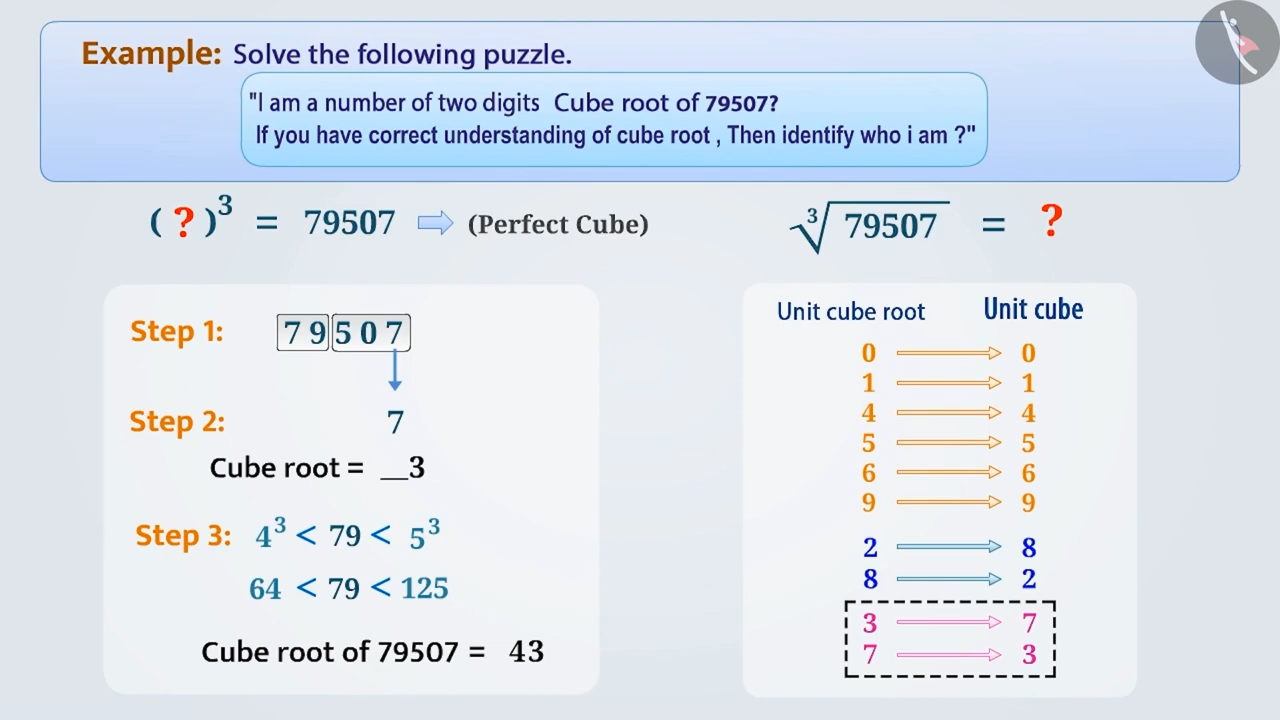 Example: Solve the following puzzle.
"I am a number of two digits Cube root of 79507?
If you have correct understanding of cube root , Then identify who i am ?"
( ? )³ = 79507 ⇨ (Perfect Cube)
∛79507 = ?
Step 1: 79 507
Step 2: 7
Cube root = __3
Step 3: 4³ < 79 < 5³
64 < 79 < 125
Cube root of 79507 = 43
Unit cube root Unit cube
0 → 0
1 → 1
4 → 4
5 → 5
6 → 6
9 → 9
2 → 8
8 → 2
3 → 7
7 → 3